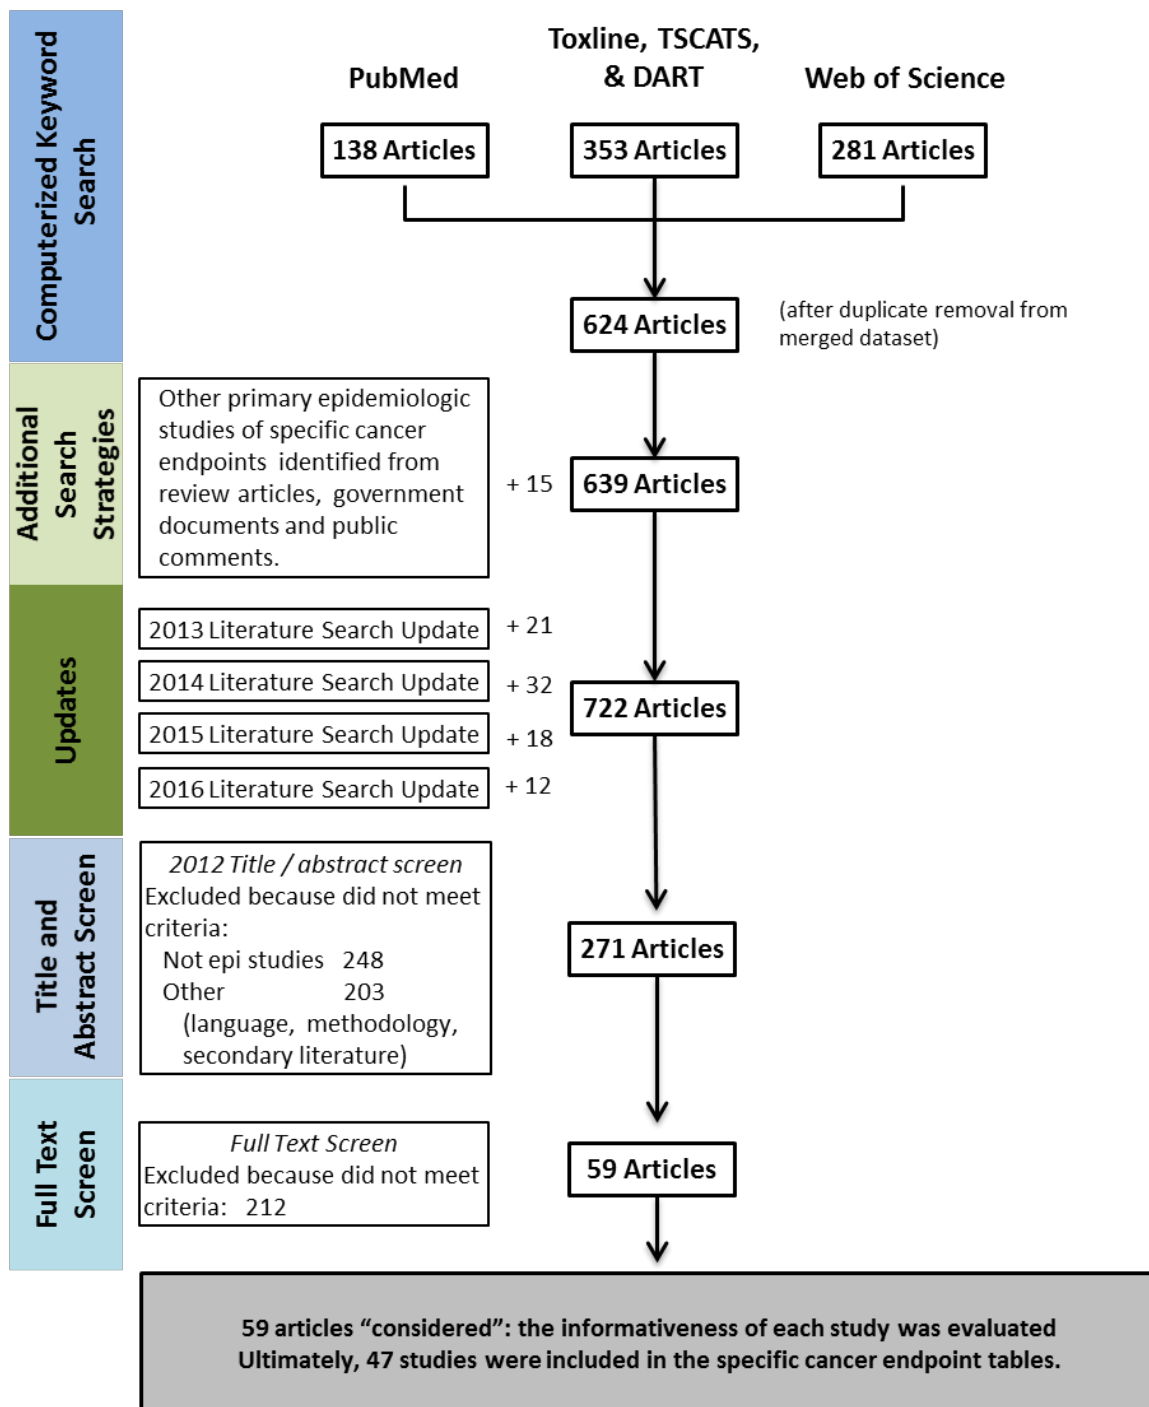 Computerized Keyword
Search
PubMed
Toxline, TSCATS,
& DART
Web of Science
138 Articles
353 Articles
281 Articles
624 Articles
(after duplicate removal from
merged dataset)
Additional
Search
Strategies
Other primary epidemiologic
studies of specific cancer
endpoints identified from
review articles, government
documents and public
comments.
+ 15
639 Articles
Updates
2013 Literature Search Update
+ 21
2014 Literature Search Update
+ 32
2015 Literature Search Update
+ 18
2016 Literature Search Update
+ 12
722 Articles
Title and
Abstract Screen
2012 Title / abstract screen
Excluded because did not meet
criteria:
Not epi studies 248
Other 203
(language, methodology,
secondary literature)
271 Articles
Full Text
Screen
Full Text Screen
Excluded because did not meet
criteria: 212
59 Articles
59 articles “considered”: the informativeness of each study was evaluated
Ultimately, 47 studies were included in the specific cancer endpoint tables.